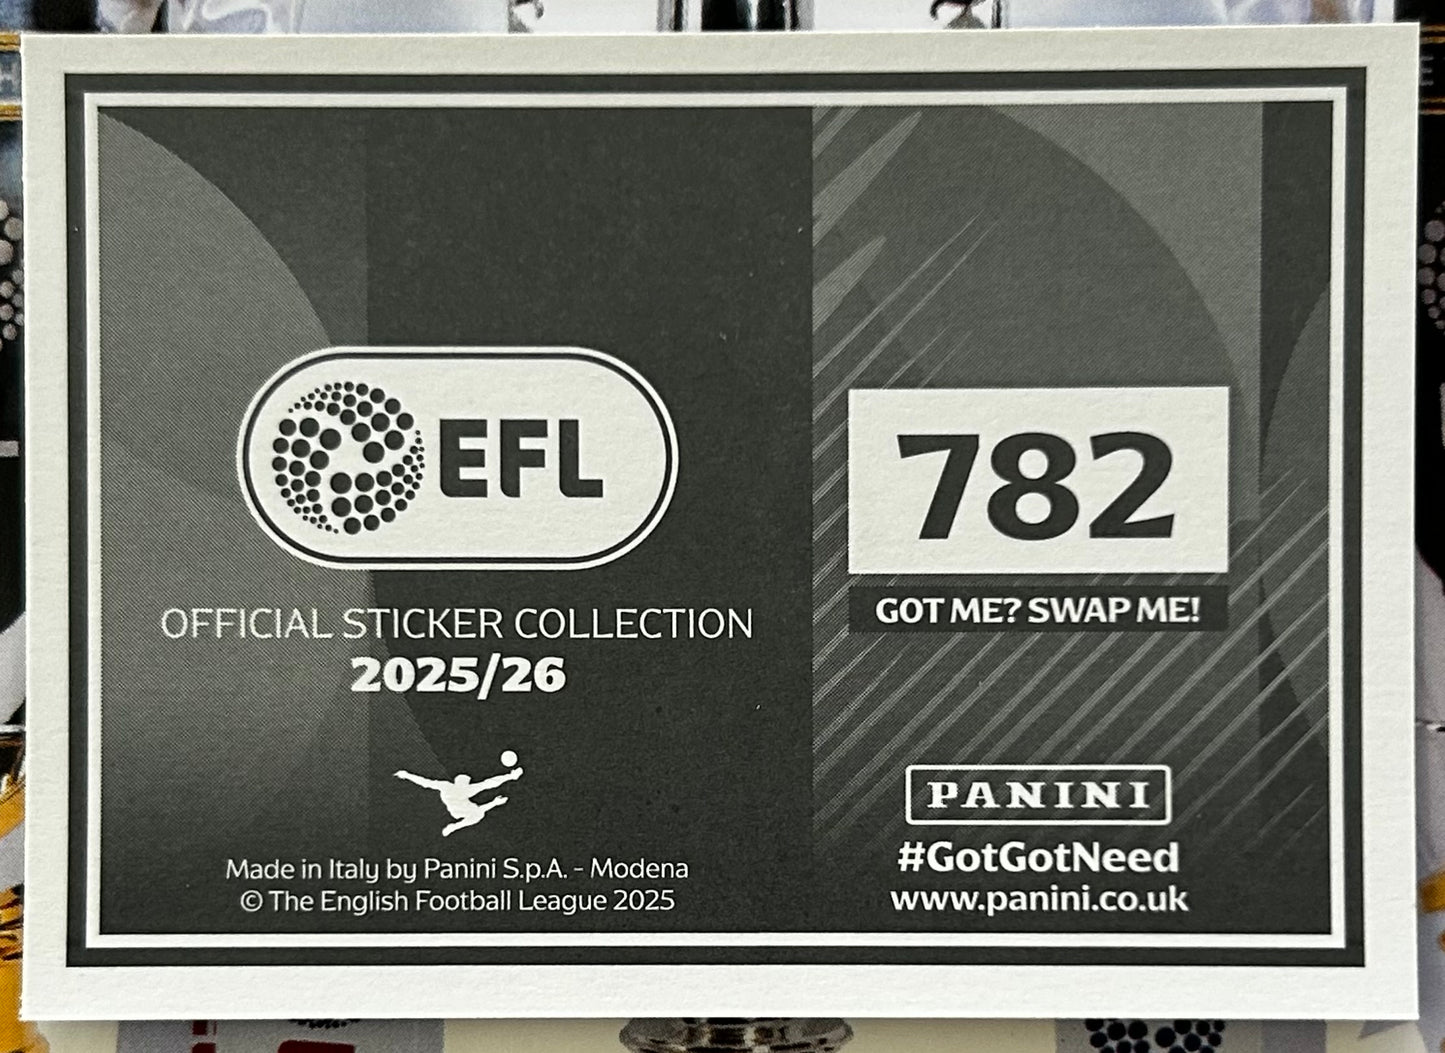 EFL
OFFICIAL STICKER COLLECTION
2025/26
Made in Italy by Panini S.p.A. - Modena
© The English Football League 2025
782
GOT ME? SWAP ME!
PANINI
#GotGotNeed
www.panini.co.uk